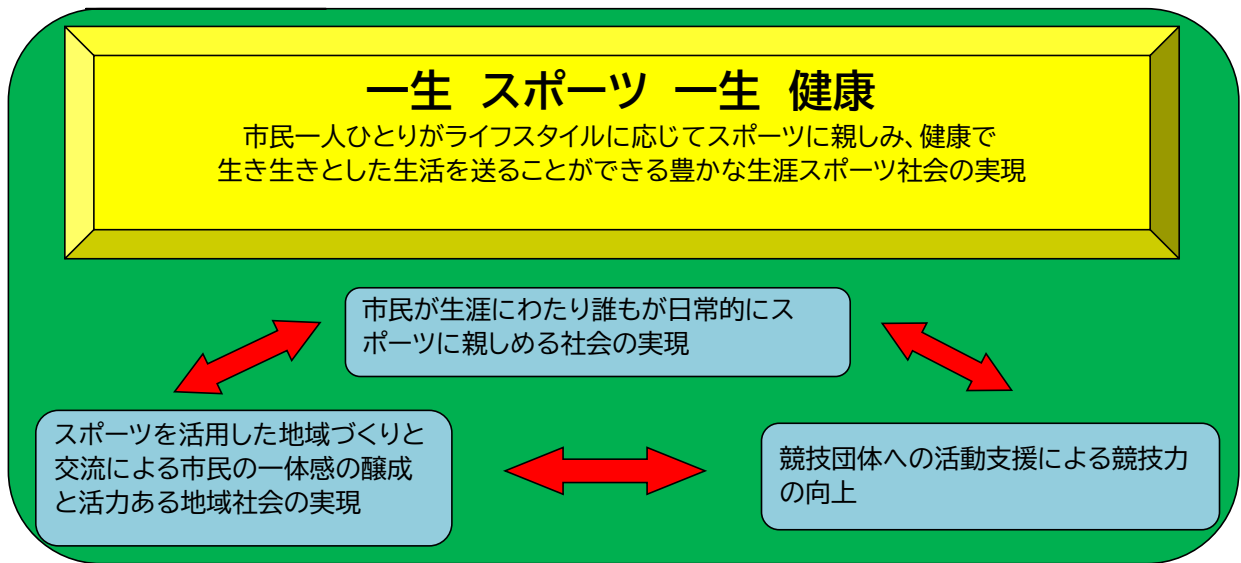 一生 スポーツ 一生 健康
市民一人ひとりがライフスタイルに応じてスポーツに親しみ、健康で
生き生きとした生活を送ることができる豊かな生涯スポーツ社会の実現
市民が生涯にわたり誰もが日常的にス
ポーツに親しめる社会の実現
スポーツを活用した地域づくりと
交流による市民の一体感の醸成
と活力ある地域社会の実現
競技団体への活動支援による競技力
の向上